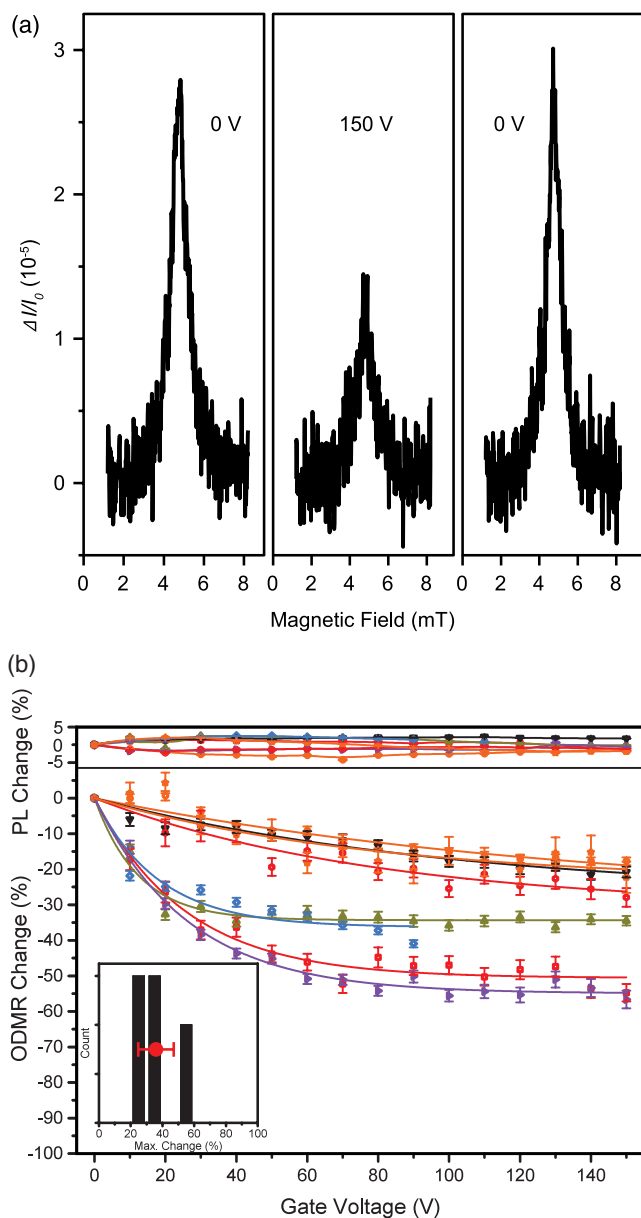 (a)
3
2
1
0
ΔI/I0 (10-5)
0 V
150 V
0 V
0 2 4 6 8 0 2 4 6 8 0 2 4 6 8
Magnetic Field (mT)
(b)
5
0
-5
PL Change (%)
0
-10
-20
-30
-40
-50
-60
-70
-80
-90
-100
ODMR Change (%)
Count
0 20 40 60 80 100
Max. Change (%)
0 20 40 60 80 100 120 140
Gate Voltage (V)